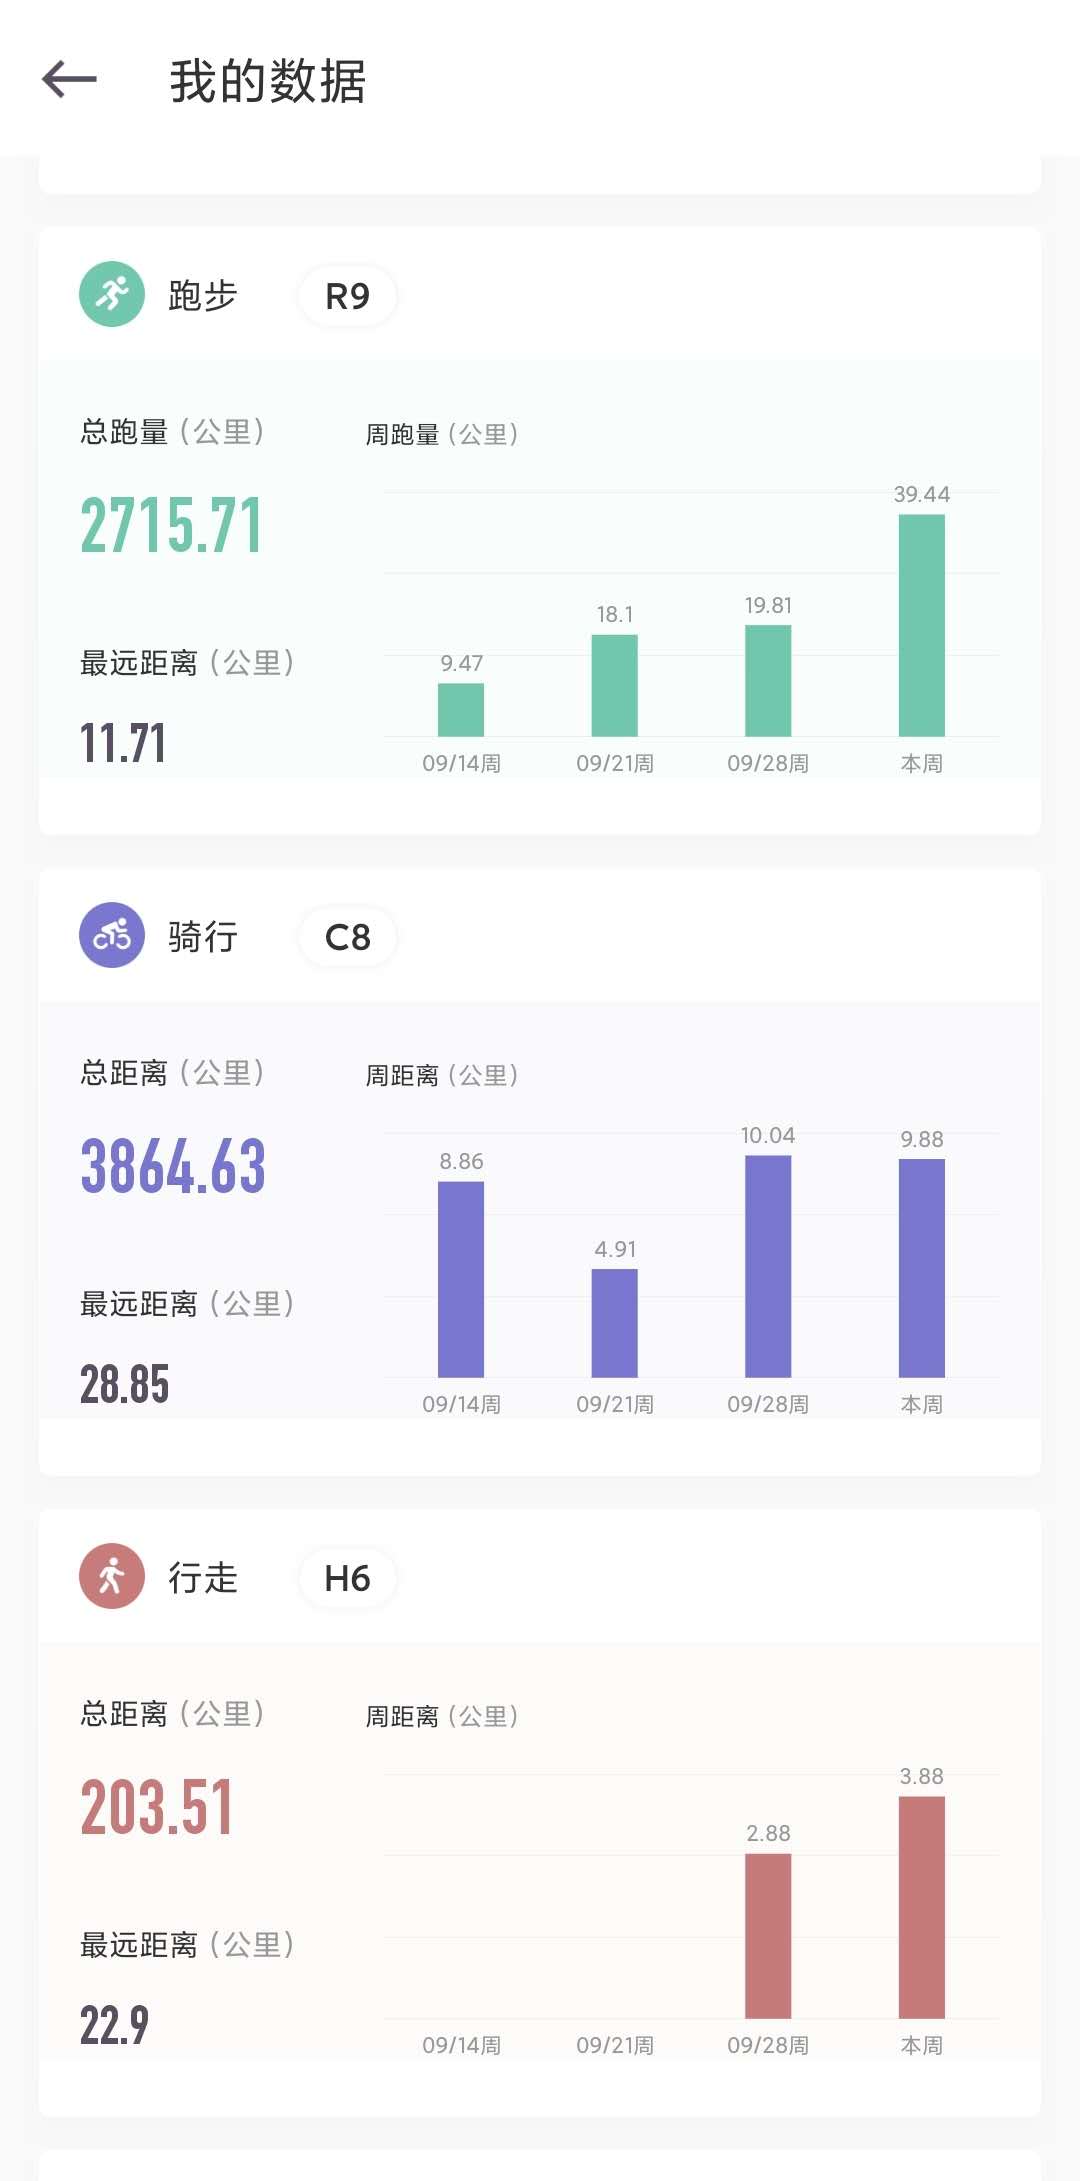 我的数据
跑步 R9
总跑量（公里） 周跑量（公里）
2715.71
39.44
19.81
18.1
9.47
最远距离（公里）
11.71
09/14周 09/21周 09/28周 本周
骑行 C8
总距离（公里） 周距离（公里）
3864.63
8.86 4.91 10.04 9.88
最远距离（公里）
28.85
09/14周 09/21周 09/28周 本周
行走 H6
总距离（公里） 周距离（公里）
203.51
2.88 3.88
最远距离（公里）
22.9
09/14周 09/21周 09/28周 本周